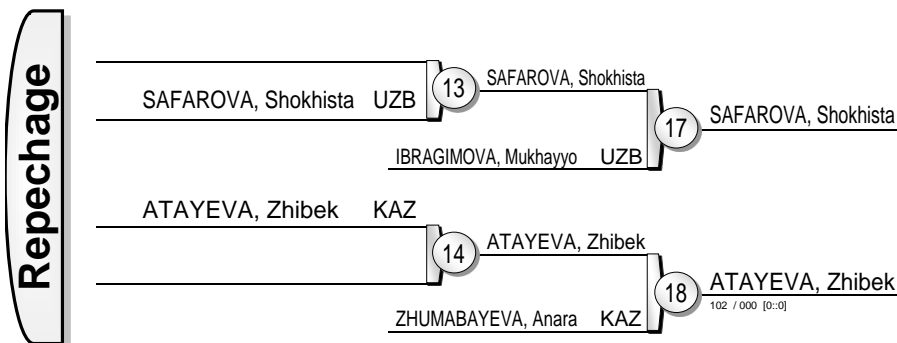 Repechage
SAFAROVA, Shokhista UZB
13
SAFAROVA, Shokhista
IBRAGIMOVA, Mukhayyo UZB
17
SAFAROVA, Shokhista
ATAYEVA, Zhibek KAZ
14
ATAYEVA, Zhibek
ZHUMABAYEVA, Anara KAZ
18
ATAYEVA, Zhibek
102 / 000 [0::0]